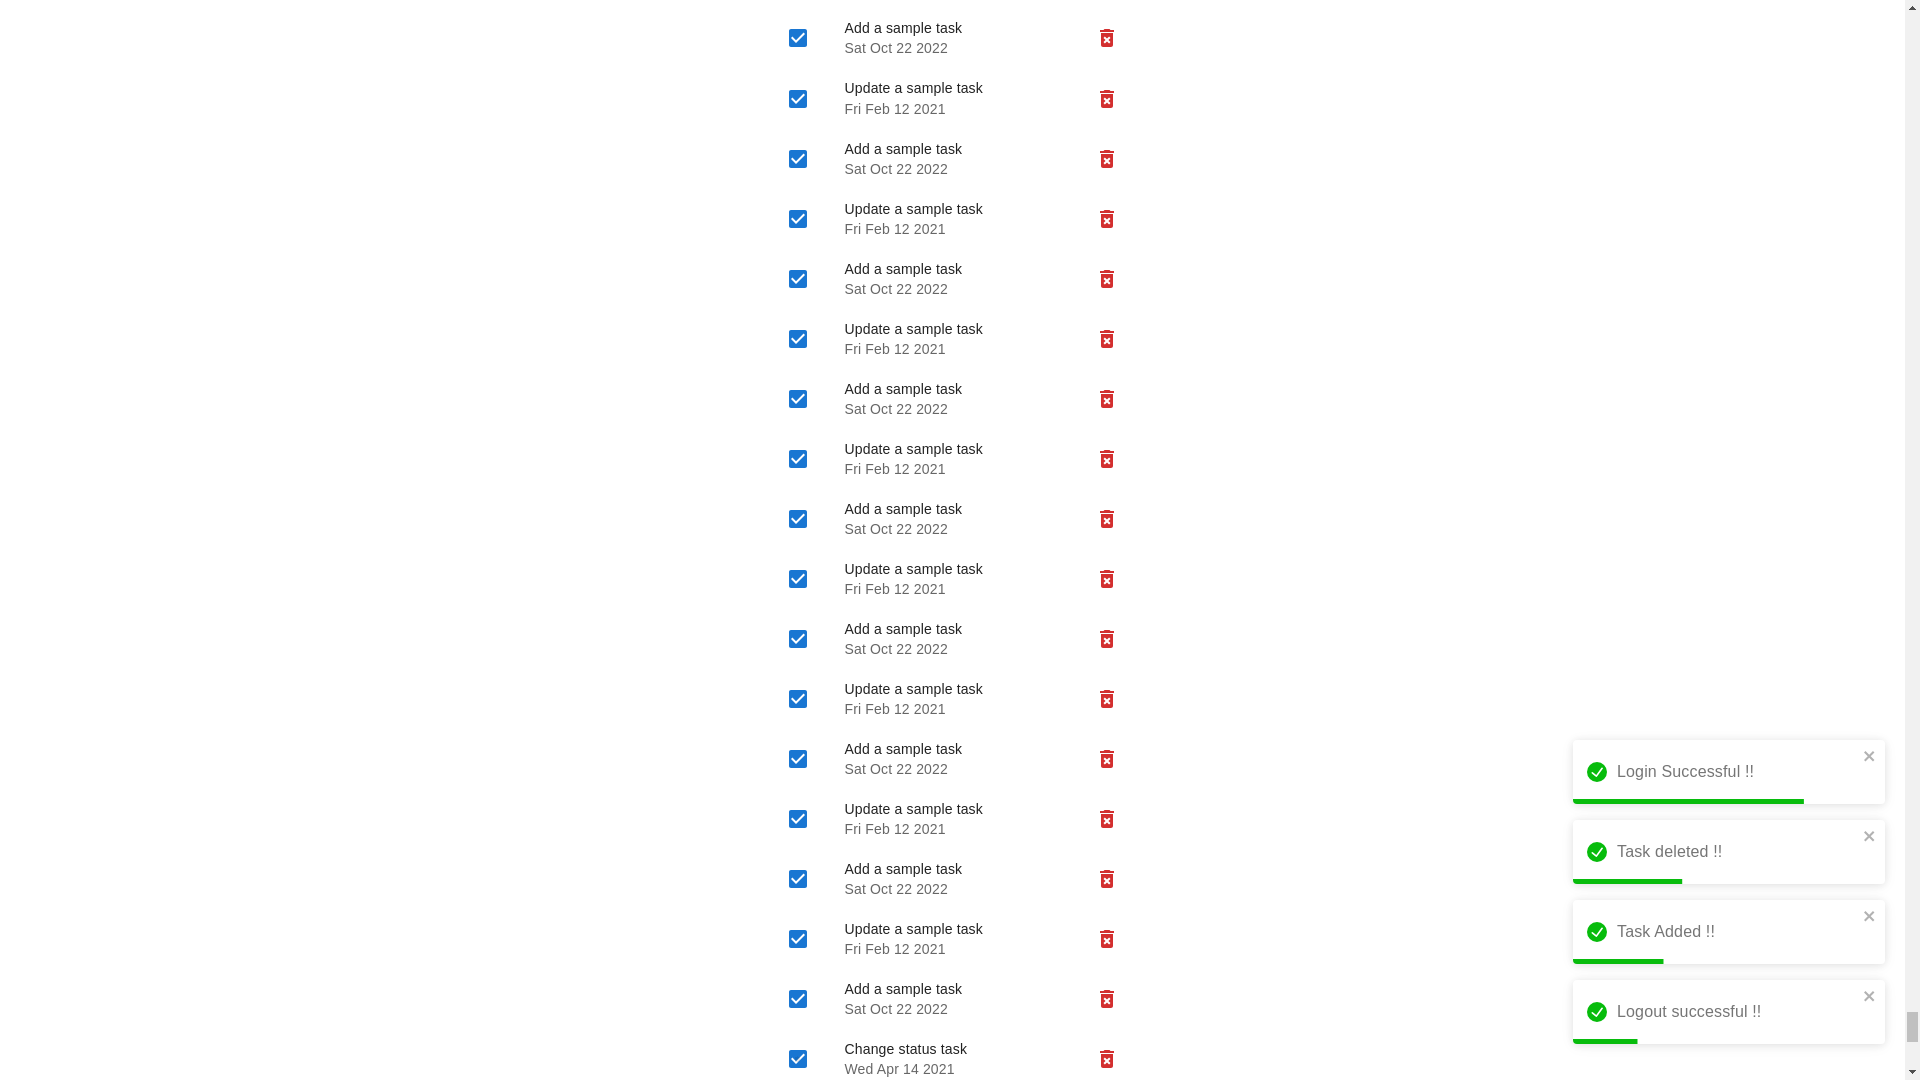 Add a sample task
Sat Oct 22 2022
Update a sample task
Fri Feb 12 2021
Add a sample task
Sat Oct 22 2022
Update a sample task
Fri Feb 12 2021
Add a sample task
Sat Oct 22 2022
Update a sample task
Fri Feb 12 2021
Add a sample task
Sat Oct 22 2022
Update a sample task
Fri Feb 12 2021
Add a sample task
Sat Oct 22 2022
Update a sample task
Fri Feb 12 2021
Add a sample task
Sat Oct 22 2022
Update a sample task
Fri Feb 12 2021
Add a sample task
Sat Oct 22 2022
Update a sample task
Fri Feb 12 2021
Add a sample task
Sat Oct 22 2022
Update a sample task
Fri Feb 12 2021
Add a sample task
Sat Oct 22 2022
Change status task
Wed Apr 14 2021
Login Successful !!
Task deleted !!
Task Added !!
Logout successful !!